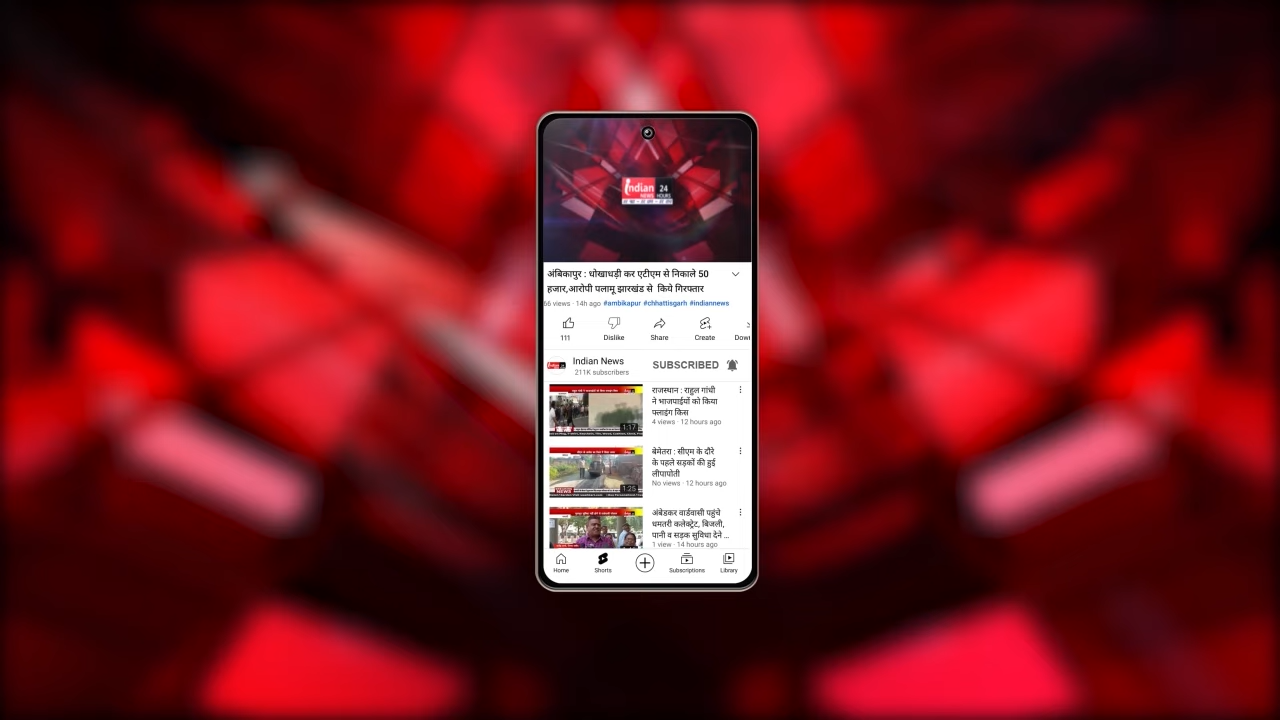 Indian 24
NEWS HOURS
अंबिकापुर : धोखाधड़ी कर एटीएम से निकाले 50
हजार,आरोपी पलामू झारखंड से किये गिरफ्तार
66 views · 14h ago #ambikapur #chhattisgarh #indiannews
111 Dislike Share Create
Indian News SUBSCRIBED
211K subscribers
राजस्थान : राहुल गांधी
ने भाजपाईयों को किया
फ्लाइंग किस
4 views · 12 hours ago
1:17
बेमेतरा : सीएम के दौरे
के पहले सड़कों की हुई
लीपापोती
No views · 12 hours ago
1:25
अंबेडकर वार्डवासी पहुंचे
धमतरी कलेक्ट्रेट, बिजली,
पानी व सड़क सुविधा देने ...
1 view · 14 hours ago
Home Shorts Subscriptions Library